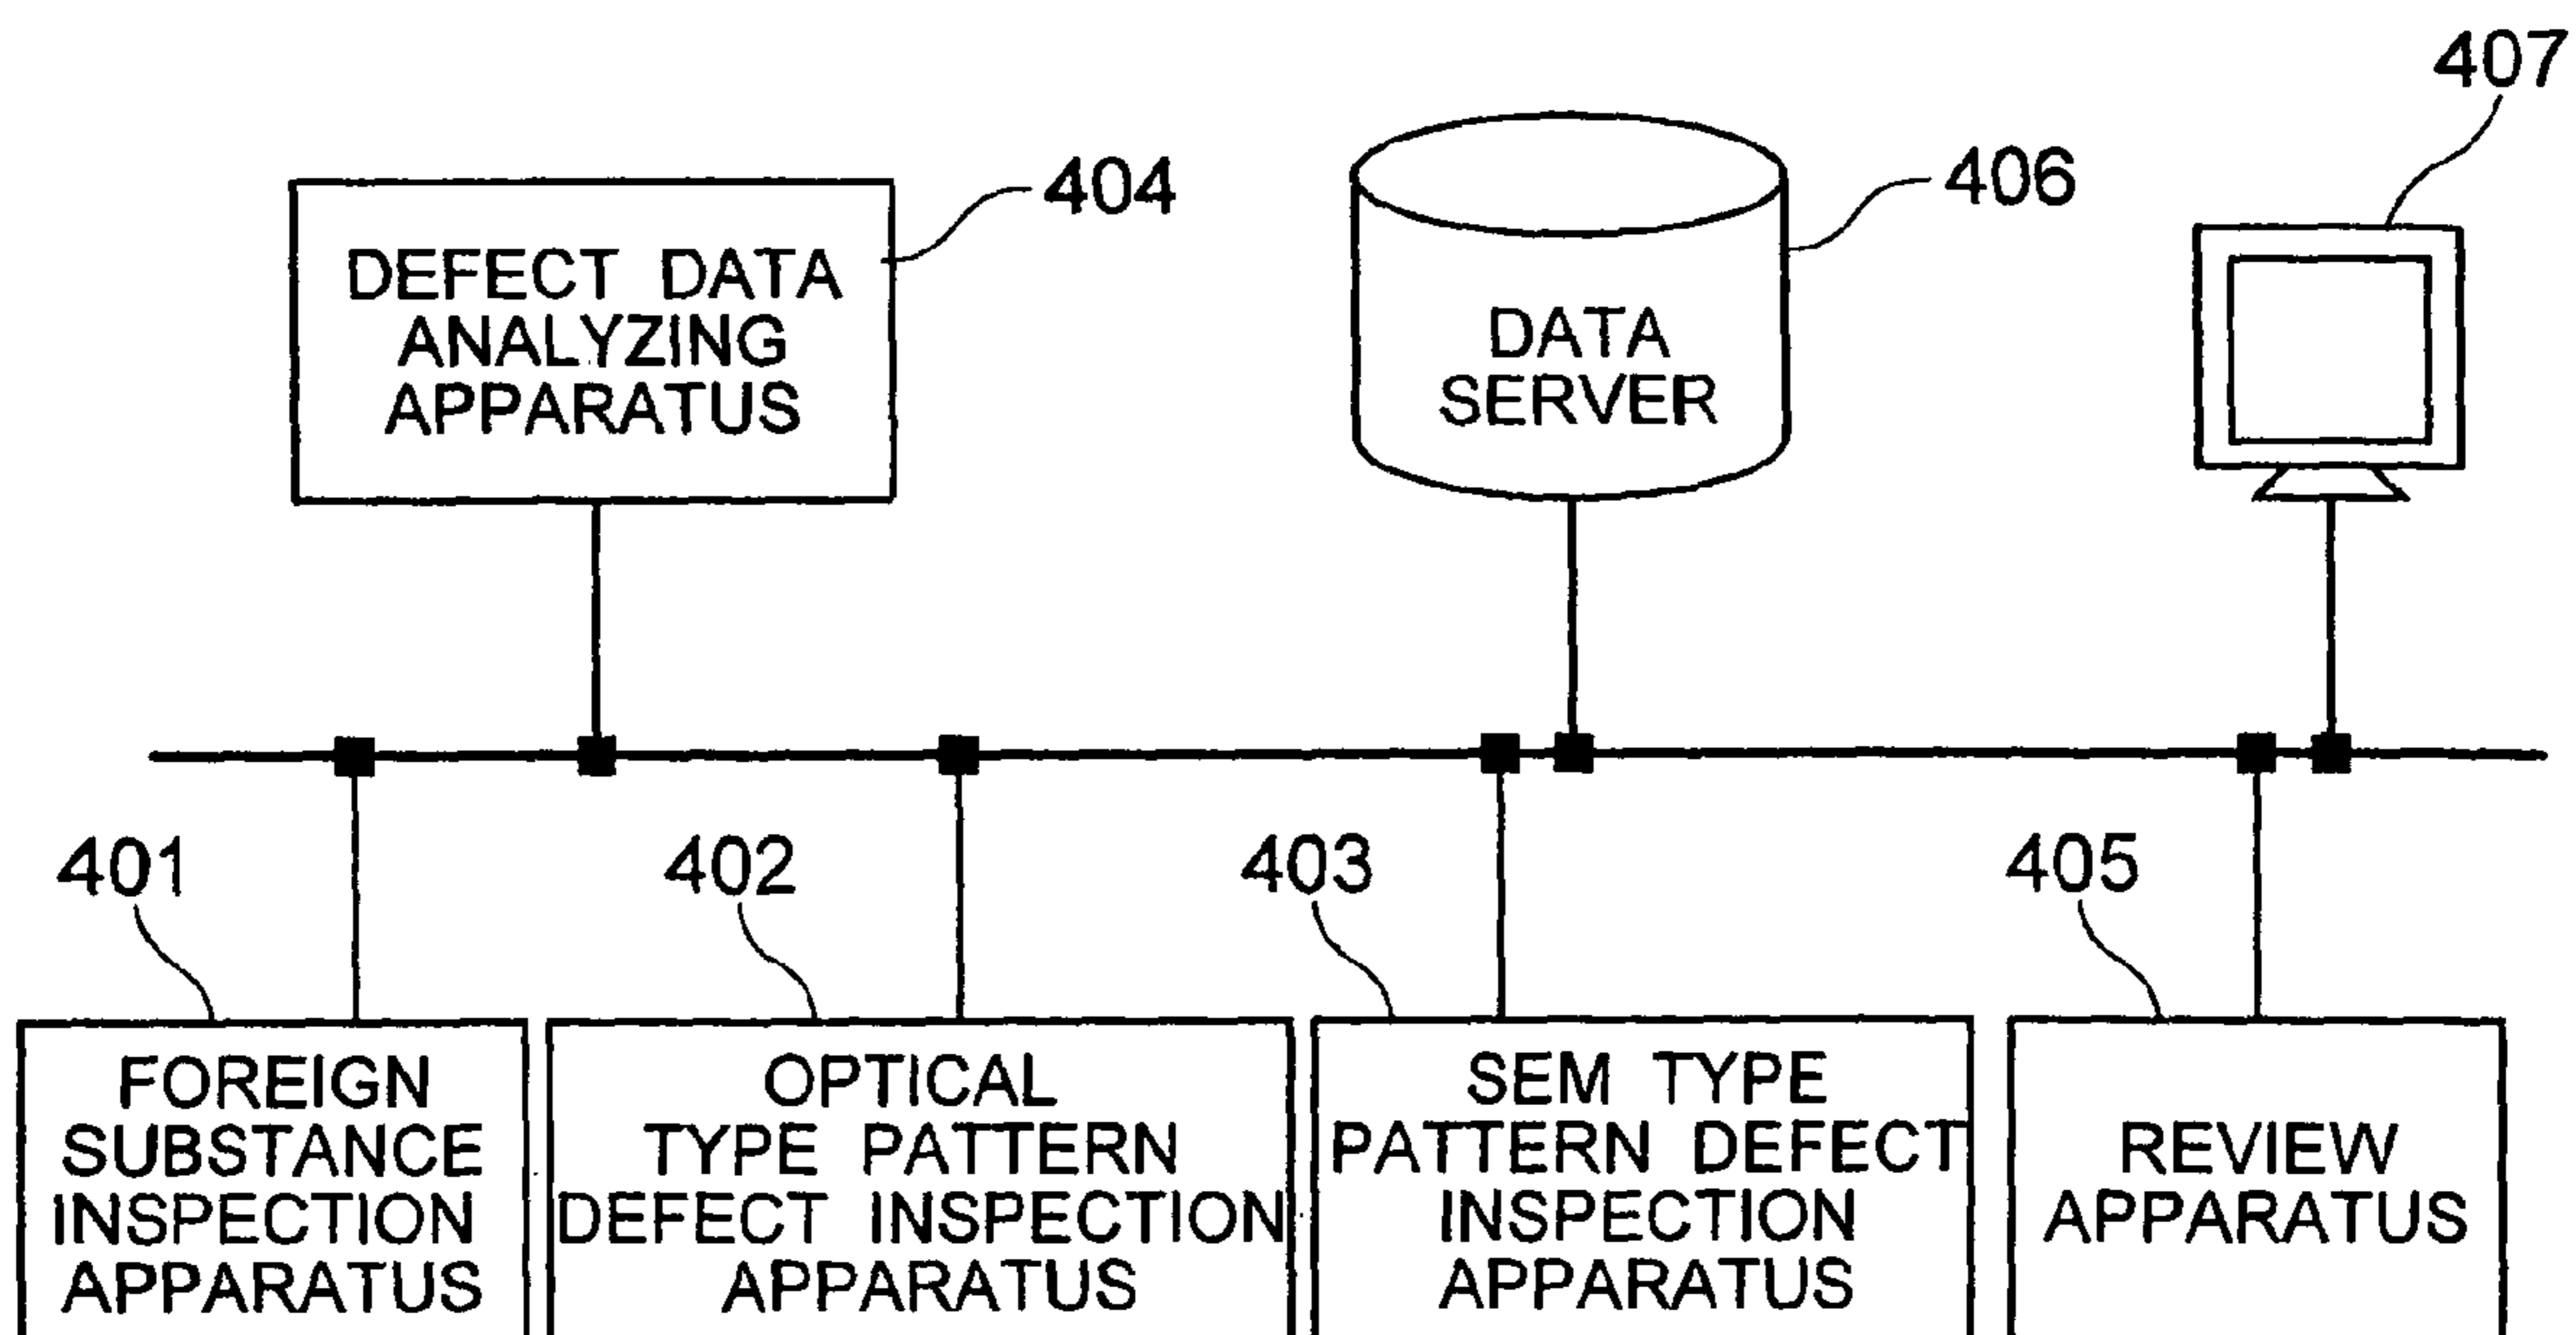 407
404
406
DEFECT DATA
ANALYZING
APPARATUS
DATA
SERVER
401
402
403
405
FOREIGN
SUBSTANCE
INSPECTION
APPARATUS
OPTICAL
TYPE PATTERN
DEFECT INSPECTION
APPARATUS
SEM TYPE
PATTERN DEFECT
INSPECTION
APPARATUS
REVIEW
APPARATUS